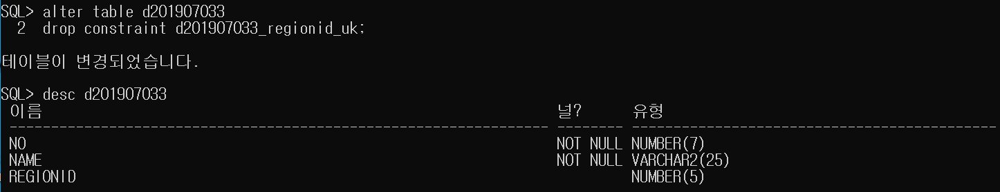 SQL> alter table d201907033
  2  drop constraint d201907033_regionid_uk;
테이블이 변경되었습니다.
SQL> desc d201907033
 이름                                                              널?      유형
 ----------------------------------------------------------------- -------- --------------------------------------------
 NO                                                                NOT NULL NUMBER(7)
 NAME                                                              NOT NULL VARCHAR2(25)
 REGIONID                                                                   NUMBER(5)